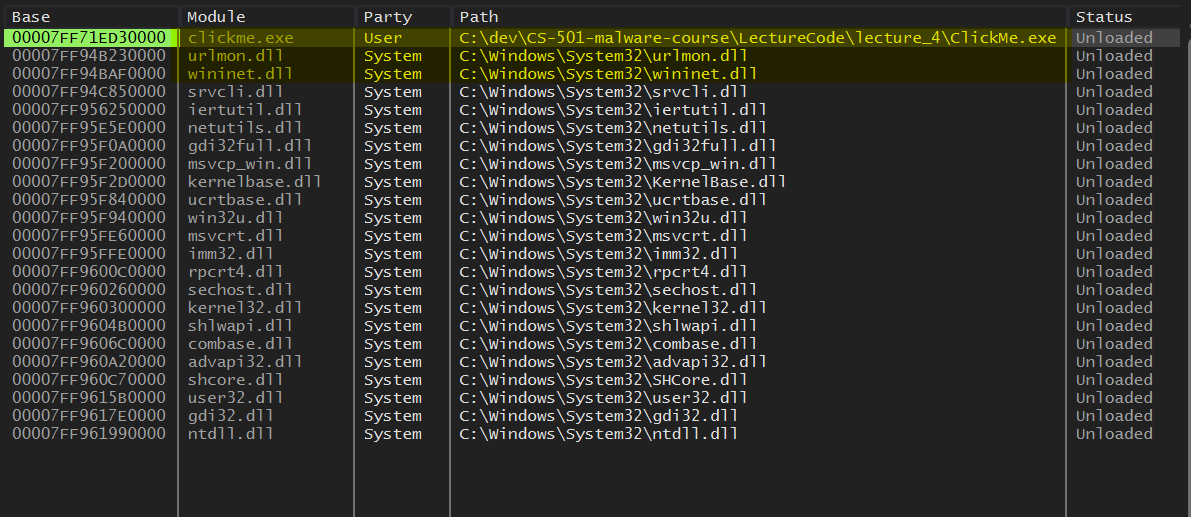 Base Module Party Path Status
00007FF71ED30000 clickme.exe User C:\dev\CS-501-malware-course\LectureCode\lecture_4\ClickMe.exe Unloaded
00007FF94B230000 urlmon.dll System C:\Windows\System32\urlmon.dll Unloaded
00007FF94BAF0000 wininet.dll System C:\Windows\System32\wininet.dll Unloaded
00007FF94C850000 srvcli.dll System C:\Windows\System32\srvcli.dll Unloaded
00007FF956250000 iertutil.dll System C:\Windows\System32\iertutil.dll Unloaded
00007FF95E5E0000 netutils.dll System C:\Windows\System32\netutils.dll Unloaded
00007FF95F0A0000 gdi32full.dll System C:\Windows\System32\gdi32full.dll Unloaded
00007FF95F200000 msvcp_win.dll System C:\Windows\System32\msvcp_win.dll Unloaded
00007FF95F2D0000 kernelbase.dll System C:\Windows\System32\KernelBase.dll Unloaded
00007FF95F840000 ucrtbase.dll System C:\Windows\System32\ucrtbase.dll Unloaded
00007FF95F940000 win32u.dll System C:\Windows\System32\win32u.dll Unloaded
00007FF95FE60000 msvcrt.dll System C:\Windows\System32\msvcrt.dll Unloaded
00007FF95FFE0000 imm32.dll System C:\Windows\System32\imm32.dll Unloaded
00007FF9600C0000 rpcrt4.dll System C:\Windows\System32\rpcrt4.dll Unloaded
00007FF960260000 sechost.dll System C:\Windows\System32\sechost.dll Unloaded
00007FF960300000 kernel32.dll System C:\Windows\System32\kernel32.dll Unloaded
00007FF9604B0000 shlwapi.dll System C:\Windows\System32\shlwapi.dll Unloaded
00007FF9606C0000 combase.dll System C:\Windows\System32\combase.dll Unloaded
00007FF960A20000 advapi32.dll System C:\Windows\System32\advapi32.dll Unloaded
00007FF960C70000 shcore.dll System C:\Windows\System32\SHCore.dll Unloaded
00007FF9615B0000 user32.dll System C:\Windows\System32\user32.dll Unloaded
00007FF9617E0000 gdi32.dll System C:\Windows\System32\gdi32.dll Unloaded
00007FF961990000 ntdll.dll System C:\Windows\System32\ntdll.dll Unloaded